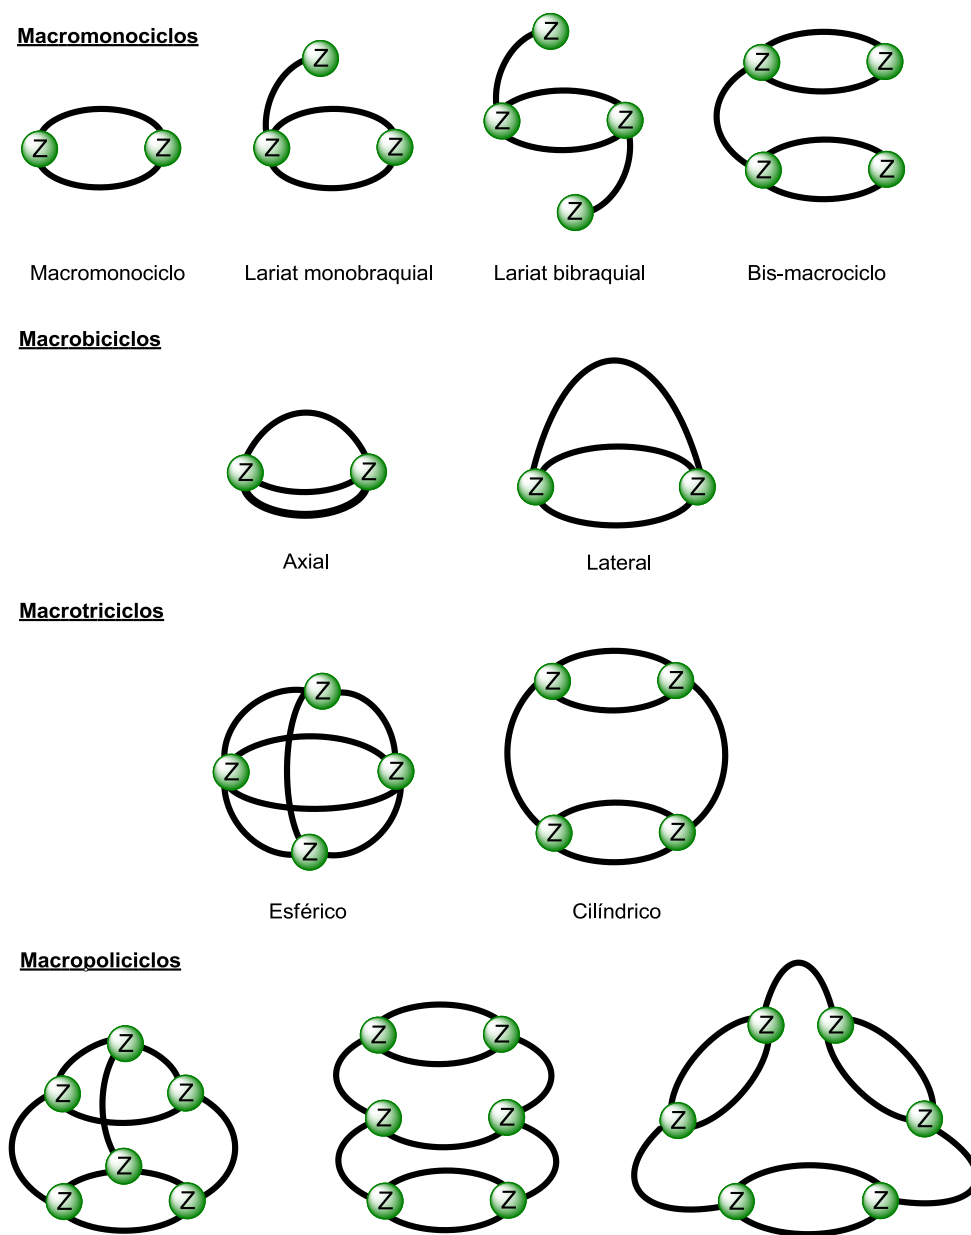 Macromonociclos
Z
Z Z Z
Z Z Z Z
Z Z Z Z
Z
Macromonociclo Lariat monobraquial Lariat bibraquial Bis-macrociclo
Macrobiciclos
Z Z Z Z
Axial Lateral
Macrotriciclos
Z Z Z
Z Z
Z Z Z
Esférico Cilíndrico
Macropoliciclos
Z Z Z Z Z
Z Z Z Z Z Z
Z
Z Z Z Z Z Z